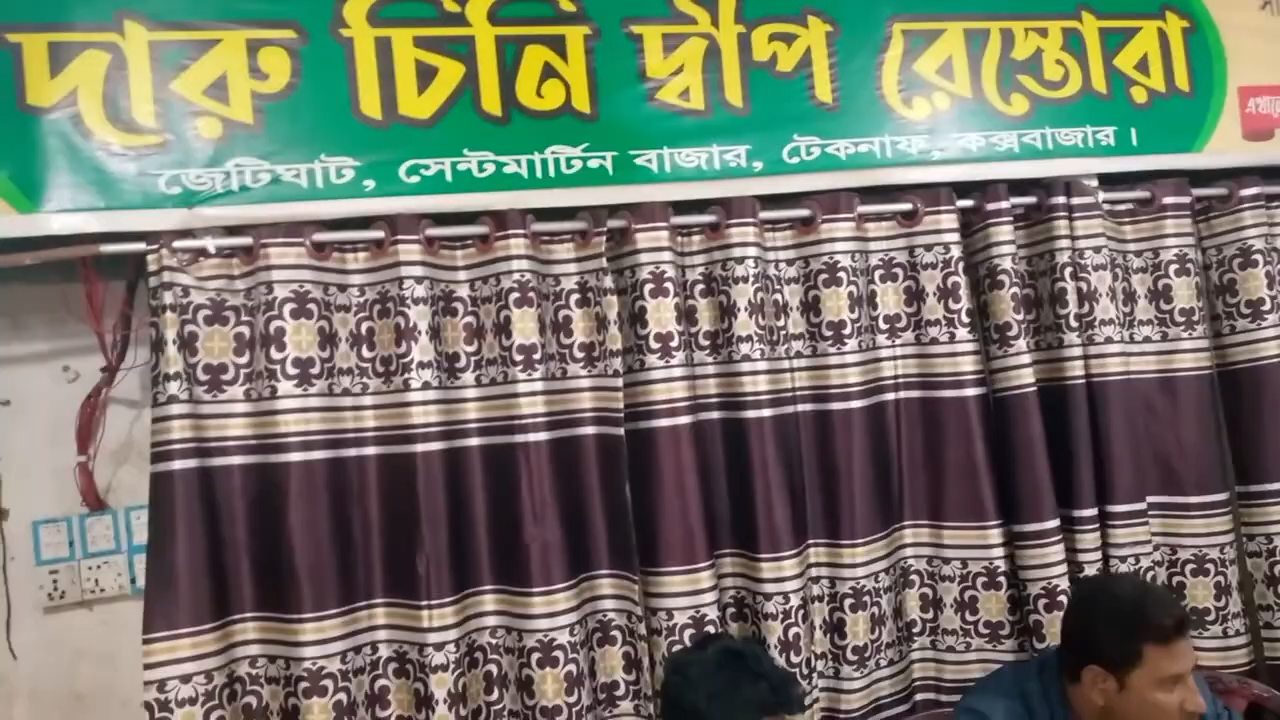 দারু চিনি দ্বীপ রেস্তোরা
জেটিঘাট, সেন্টমার্টিন বাজার, টেকনাফ, কক্সবাজার।